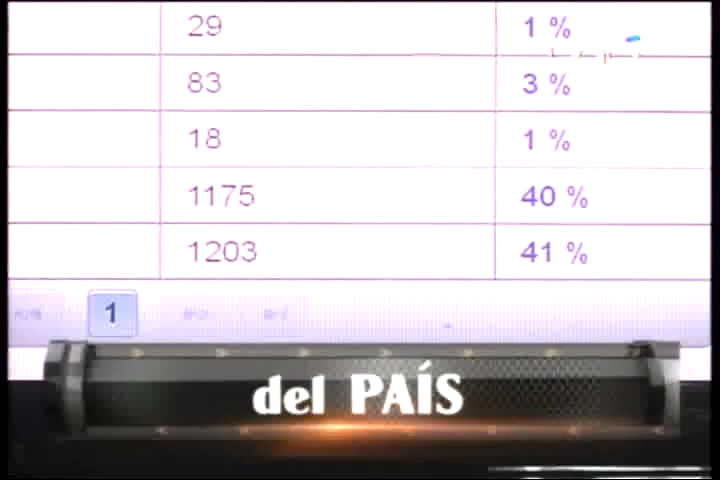 29 1 %
83 3 %
18 1 %
1175 40 %
1203 41 %
1
del PAÍS